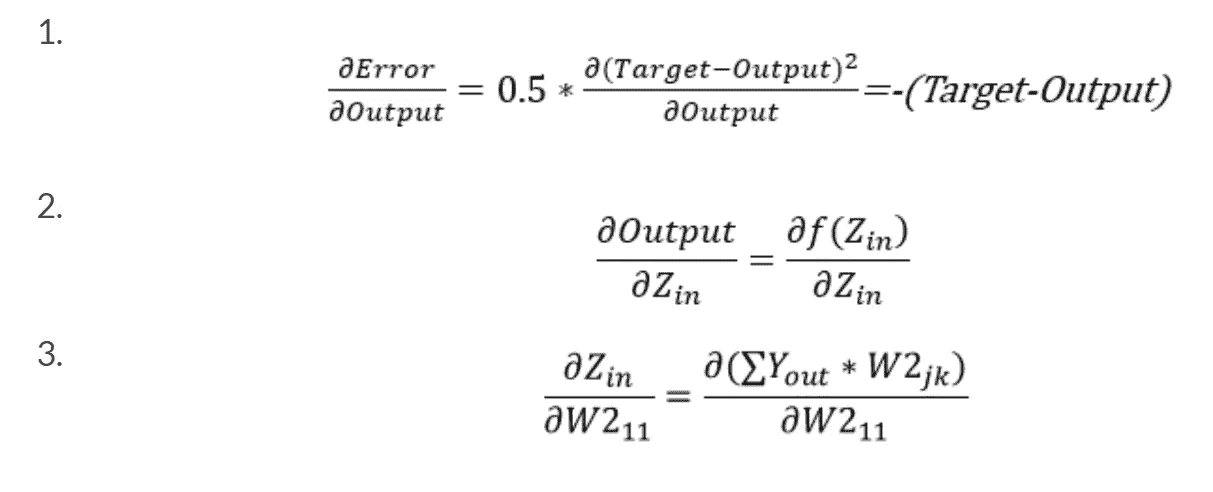 1.
∂Error/∂Output = 0.5 * ∂(Target−Output)²/∂Output =-(Target-Output)
2.
∂Output/∂Z_in = ∂f(Z_in)/∂Z_in
3.
∂Z_in/∂W2_11 = ∂(∑Y_out * W2_jk)/∂W2_11